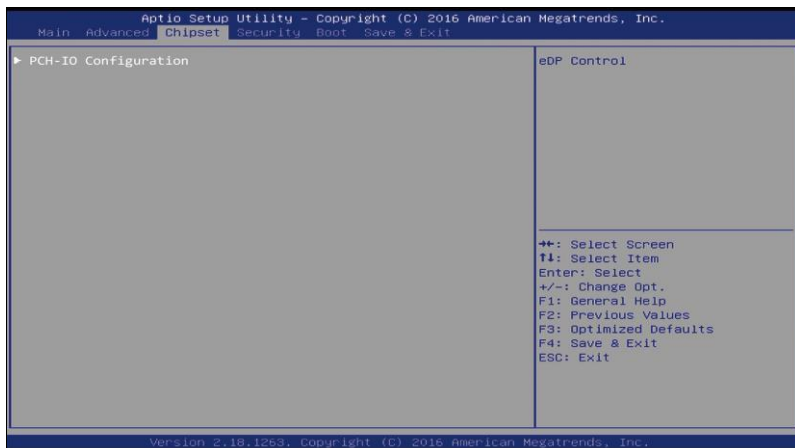 Aptio Setup Utility – Copyright (C) 2016 American Megatrends, Inc.
Main Advanced Chipset Security Boot Save & Exit
► PCH-IO Configuration
eDP Control
→←: Select Screen
↑↓: Select Item
Enter: Select
+/-: Change Opt.
F1: General Help
F2: Previous Values
F3: Optimized Defaults
F4: Save & Exit
ESC: Exit
Version 2.18.1263. Copyright (C) 2016 American Megatrends, Inc.